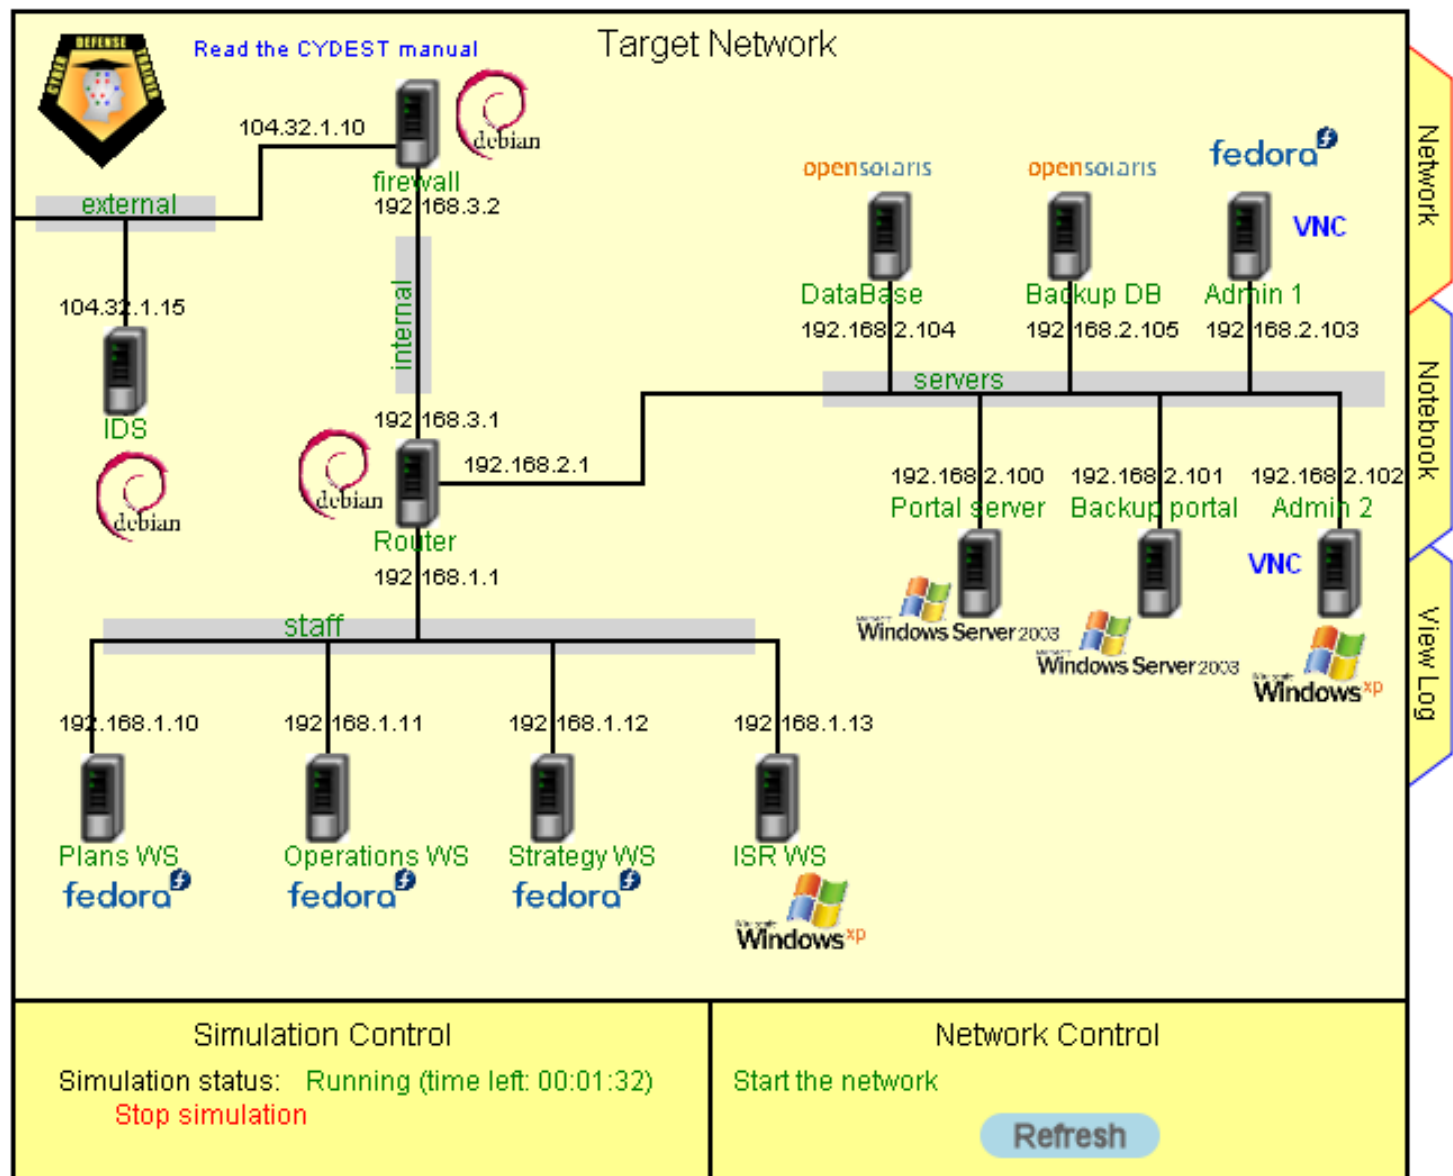 CYBER DEFENSE TRAINER
Read the CYDEST manual
Target Network
104.32.1.10
debian
firewall
192.168.3.2
external
104.32.1.15
IDS
debian
internal
192.168.3.1
debian
Router
192.168.2.1
192.168.1.1
opensolaris
opensolaris
fedora
VNC
DataBase
Backup DB
Admin 1
192.168.2.104
192.168.2.105
192.168.2.103
servers
192.168.2.100
192.168.2.101
192.168.2.102
Portal server
Backup portal
Admin 2
VNC
Microsoft
Windows Server 2003
Microsoft
Windows Server 2003
Microsoft
Windows xp
staff
192.168.1.10
192.168.1.11
192.168.1.12
192.168.1.13
Plans WS
Operations WS
Strategy WS
ISR WS
fedora
fedora
fedora
Microsoft
Windows xp
Network
Notebook
View Log
Simulation Control
Simulation status: Running (time left: 00:01:32)
Stop simulation
Network Control
Start the network
Refresh